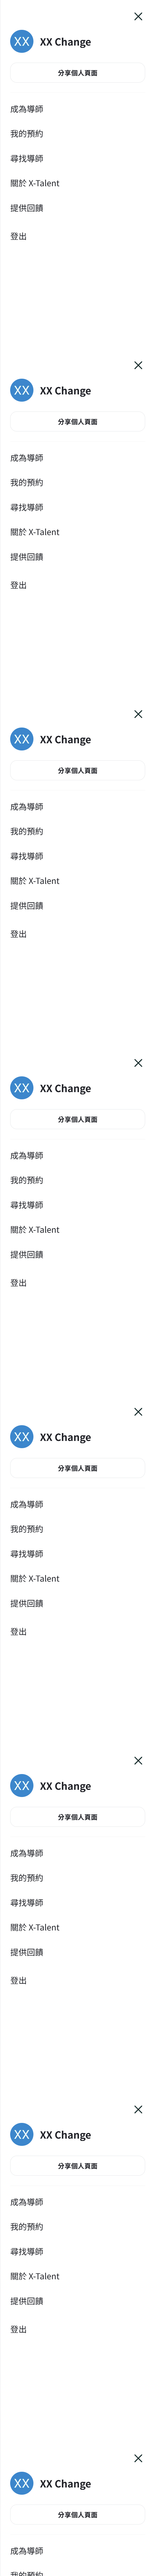 XX
XX Change
分享個人頁面
成為導師
我的預約
尋找導師
關於 X-Talent
提供回饋
登出
XX
XX Change
分享個人頁面
成為導師
我的預約
尋找導師
關於 X-Talent
提供回饋
登出
XX
XX Change
分享個人頁面
成為導師
我的預約
尋找導師
關於 X-Talent
提供回饋
登出
XX
XX Change
分享個人頁面
成為導師
我的預約
尋找導師
關於 X-Talent
提供回饋
登出
XX
XX Change
分享個人頁面
成為導師
我的預約
尋找導師
關於 X-Talent
提供回饋
登出
XX
XX Change
分享個人頁面
成為導師
我的預約
尋找導師
關於 X-Talent
提供回饋
登出
XX
XX Change
分享個人頁面
成為導師
我的預約
尋找導師
關於 X-Talent
提供回饋
登出
XX
XX Change
分享個人頁面
成為導師
我的預約